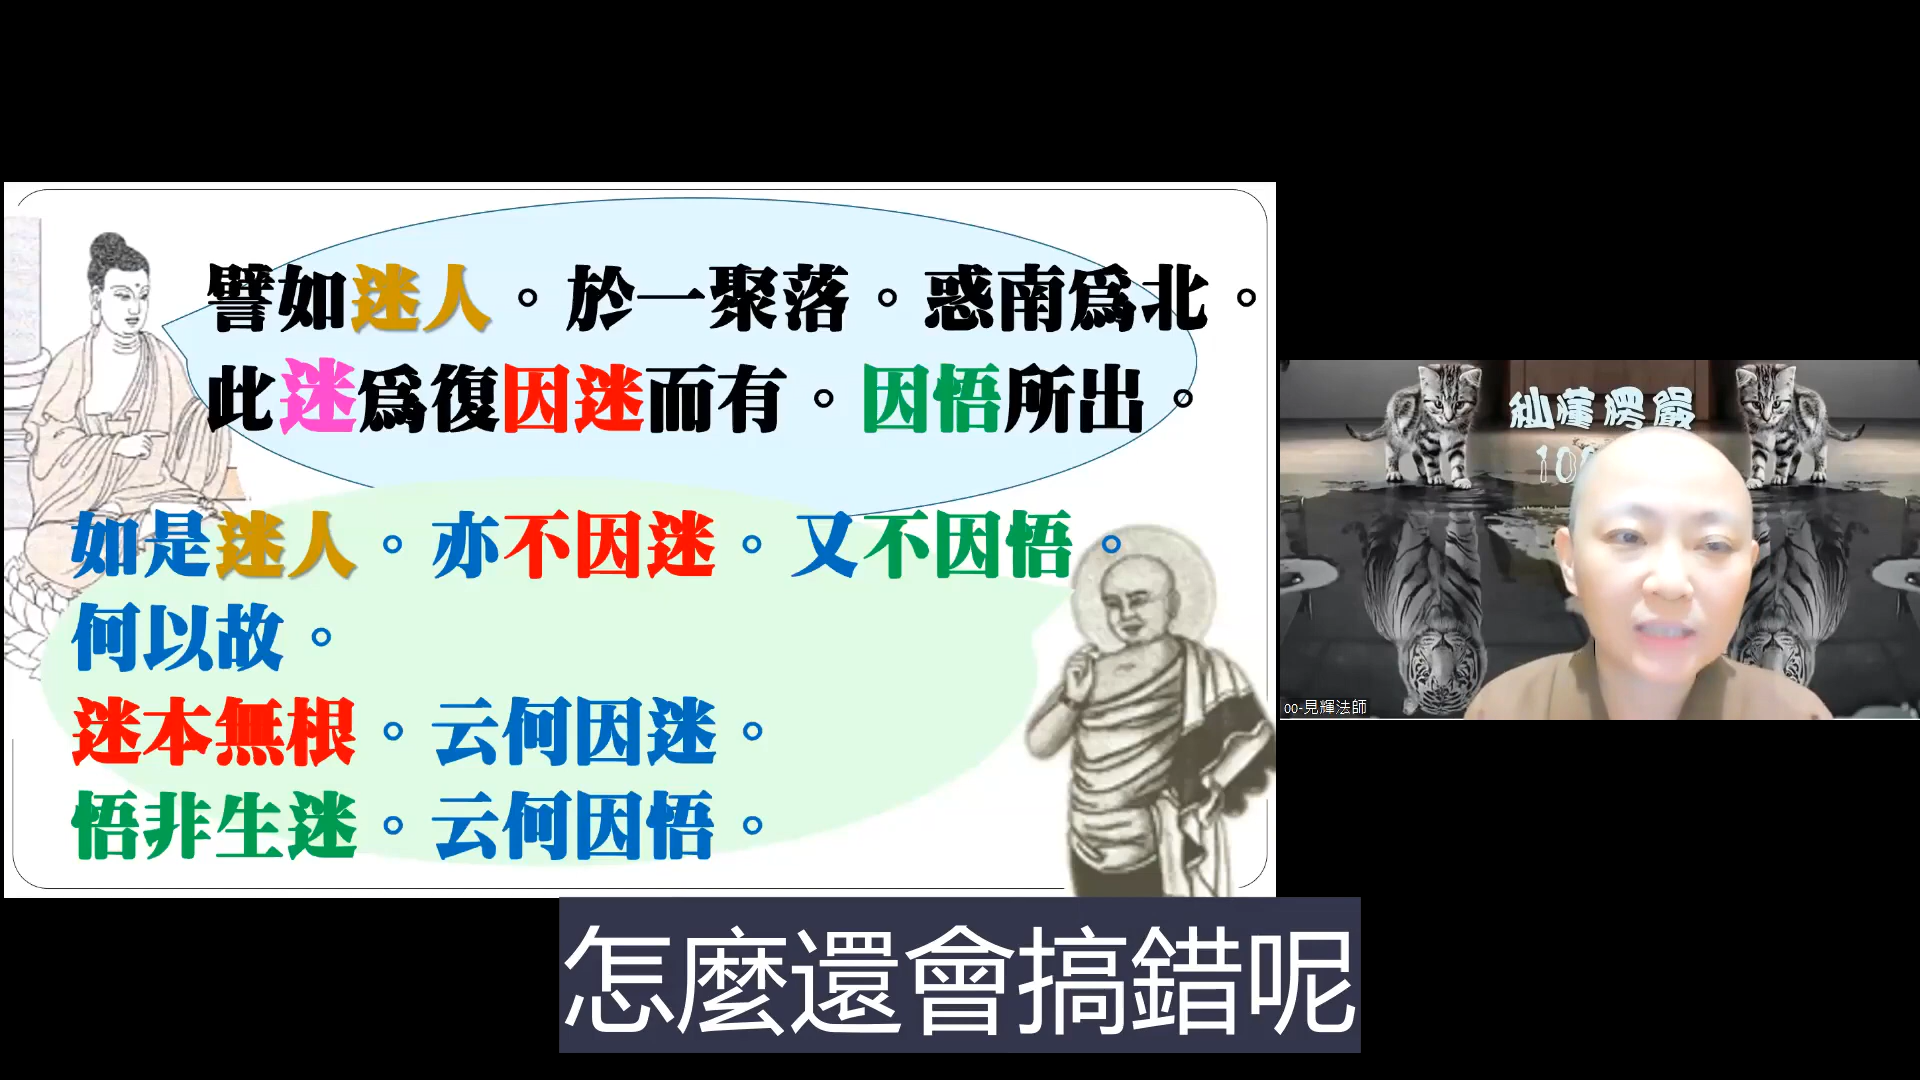 譬如迷人。於一聚落。惑南爲北。
此迷爲復因迷而有。因悟所出。
如是迷人。亦不因迷。又不因悟。
何以故。
迷本無根。云何因迷。
悟非生迷。云何因悟。
楞嚴
00-見輝法師
怎麼還會搞錯呢